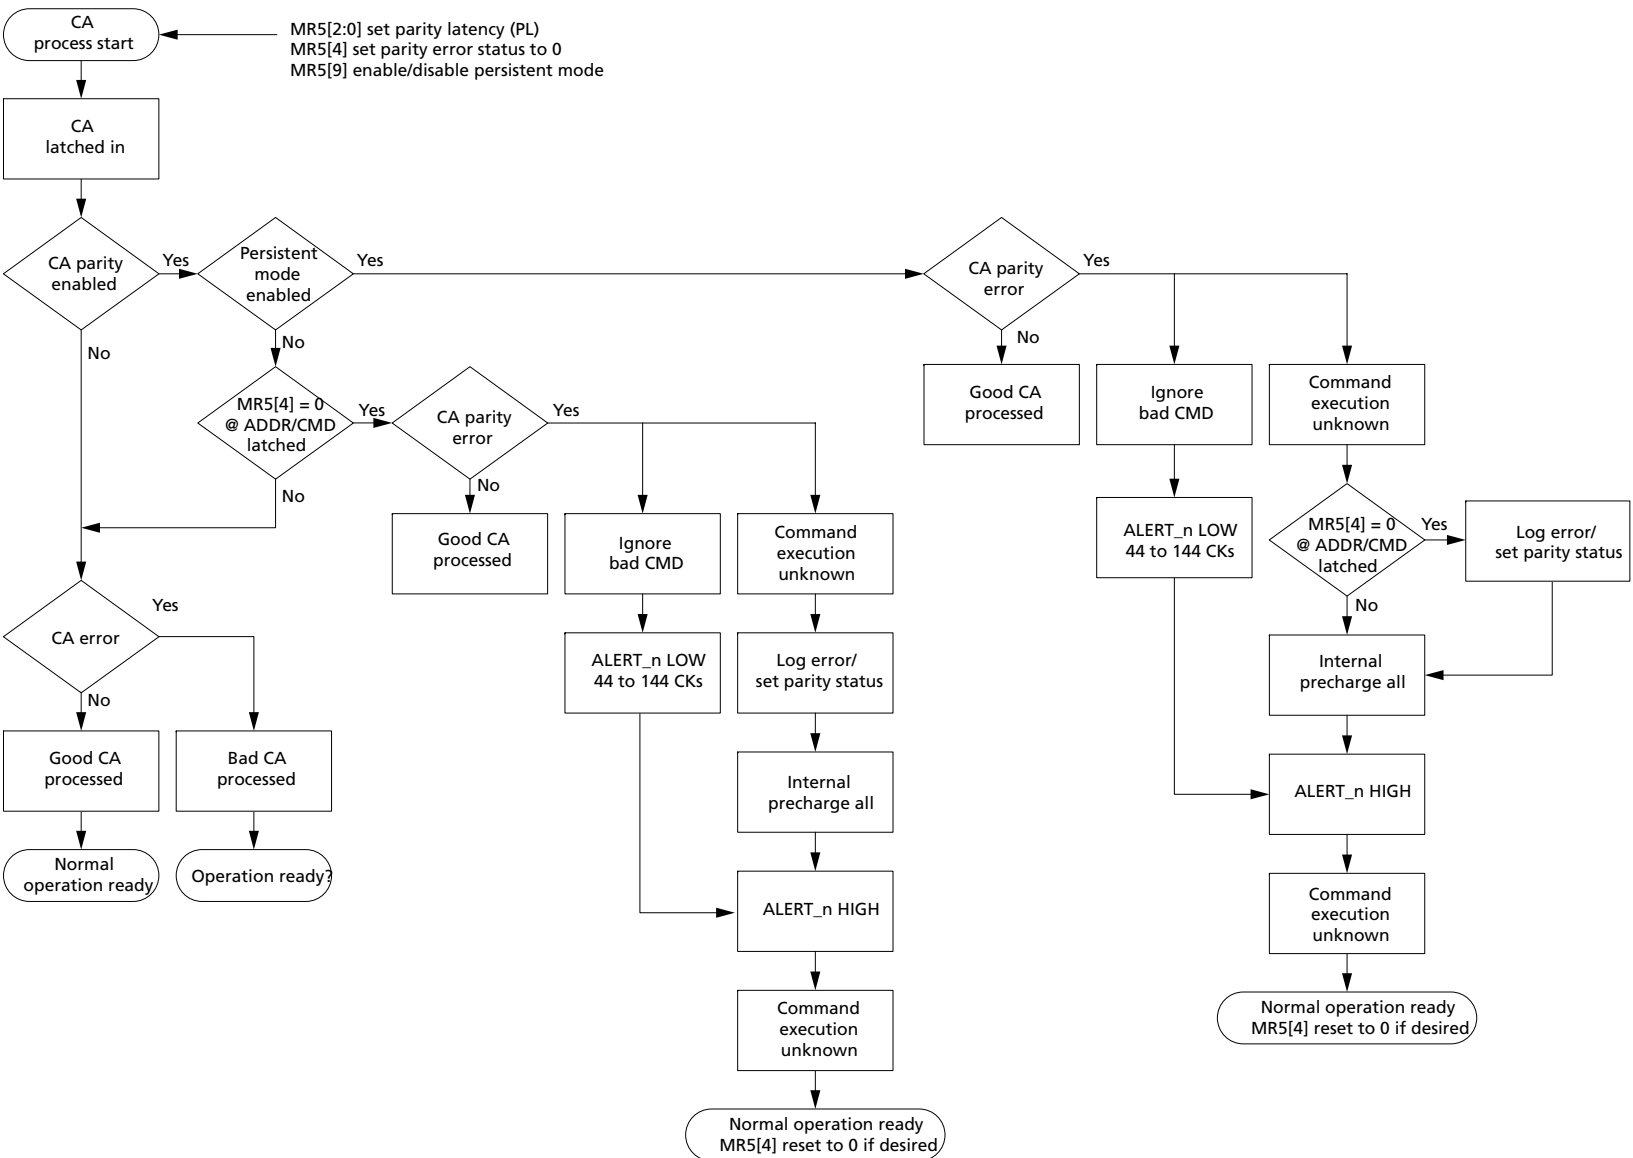 CA
process start
MR5[2:0] set parity latency (PL)
MR5[4] set parity error status to 0
MR5[9] enable/disable persistent mode
CA
latched in
CA parity
enabled
Yes
Persistent
mode
enabled
Yes
CA parity
error
Yes
No
No
No
Good CA
processed
Ignore
bad CMD
Command
execution
unknown
MR5[4] = 0
@ ADDR/CMD
latched
Yes
CA parity
error
Yes
No
No
Good CA
processed
Ignore
bad CMD
Command
execution
unknown
ALERT_n LOW
44 to 144 CKs
MR5[4] = 0
@ ADDR/CMD
latched
Yes
Log error/
set parity status
No
CA error
Yes
No
ALERT_n LOW
44 to 144 CKs
Log error/
set parity status
Internal
precharge all
Good CA
processed
Bad CA
processed
Internal
precharge all
ALERT_n HIGH
Normal
operation ready
Operation ready?
ALERT_n HIGH
Command
execution
unknown
Command
execution
unknown
Normal operation ready
MR5[4] reset to 0 if desired
Normal operation ready
MR5[4] reset to 0 if desired